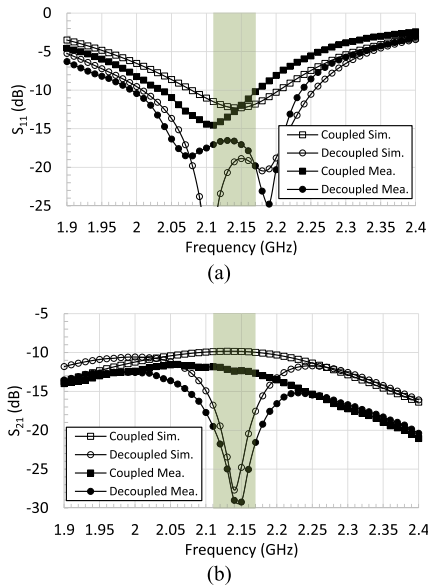 0
-5
-10
-15
-20
-25
S11 (dB)
Coupled Sim.
Decoupled Sim.
Coupled Mea.
Decoupled Mea.
1.9 1.95 2 2.05 2.1 2.15 2.2 2.25 2.3 2.35 2.4
Frequency (GHz)
(a)
-5
-10
-15
-20
-25
-30
S21 (dB)
Coupled Sim.
Decoupled Sim.
Coupled Mea.
Decoupled Mea.
1.9 1.95 2 2.05 2.1 2.15 2.2 2.25 2.3 2.35 2.4
Frequency (GHz)
(b)